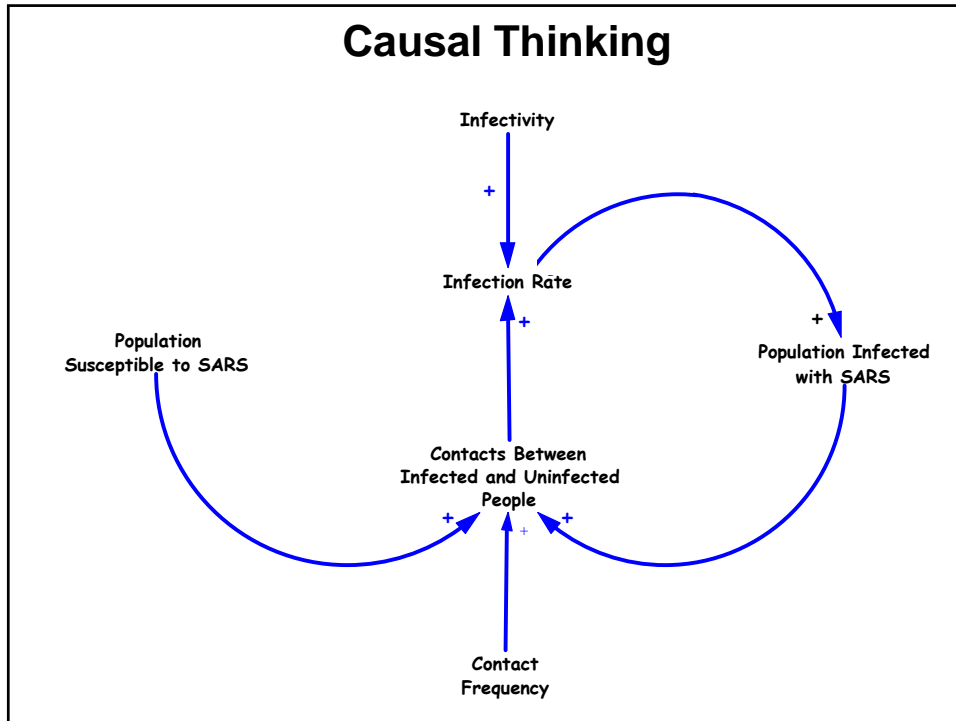 Causal Thinking
Infectivity
+
Infection Rate
+
+
Population
Susceptible to SARS
Population Infected
with SARS
Contacts Between
Infected and Uninfected
People
+
+
+
Contact
Frequency